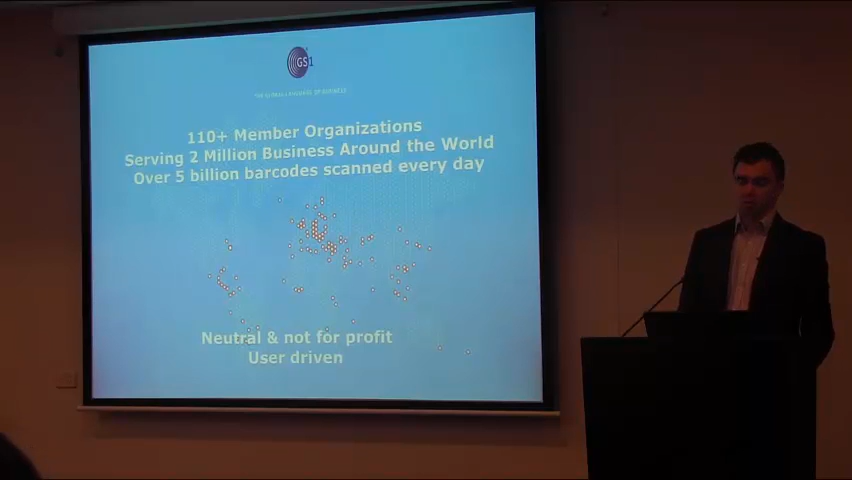 GS1
110+ Member Organizations
Serving 2 Million Business Around the World
Over 5 billion barcodes scanned every day
Neutral & not for profit
User driven